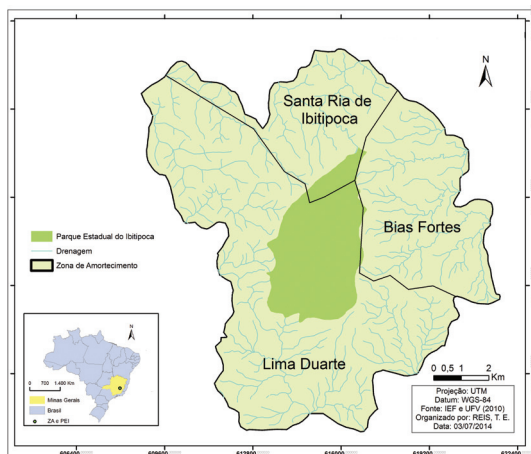 N
Santa Ria de
Ibitipoca
Bias Fortes
Lima Duarte
Parque Estadual do Ibitipoca
Drenagem
Zona de Amortecimento
N
0 700 1.400 Km
Minas Gerais
Brasil
ZA e PEI
0 0,5 1 2
Km
Projeção: UTM
Datum: WGS-84
Fonte: IEF e UFV (2010)
Organizado por: REIS, T. E.
Data: 03/07/2014